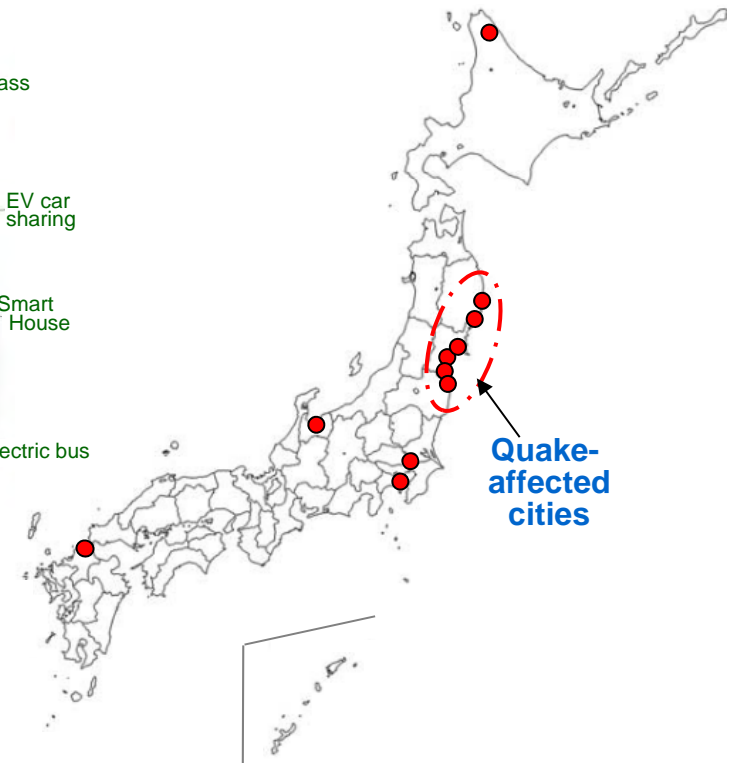 ass
EV car
sharing
Smart
House
ectric bus
Quake-
affected
cities